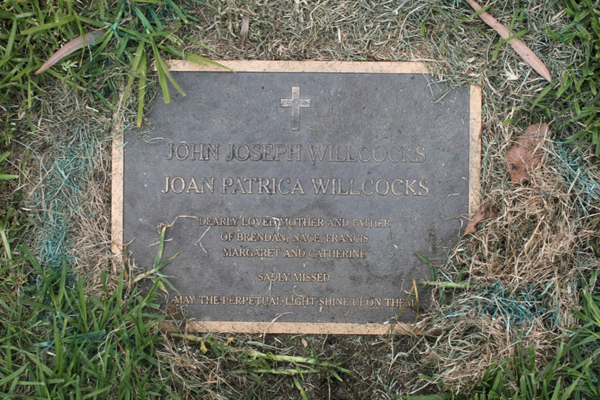 JOHN JOSEPH WILLCOCKS
JOAN PATRICA WILLCOCKS
DEARLY LOVED MOTHER AND FATHER
OF BRENDAN, NACE, FRANCIS
MARGARET AND CATHERINE
SADLY MISSED
MAY THE PERPETUAL LIGHT SHINE UPON THEM